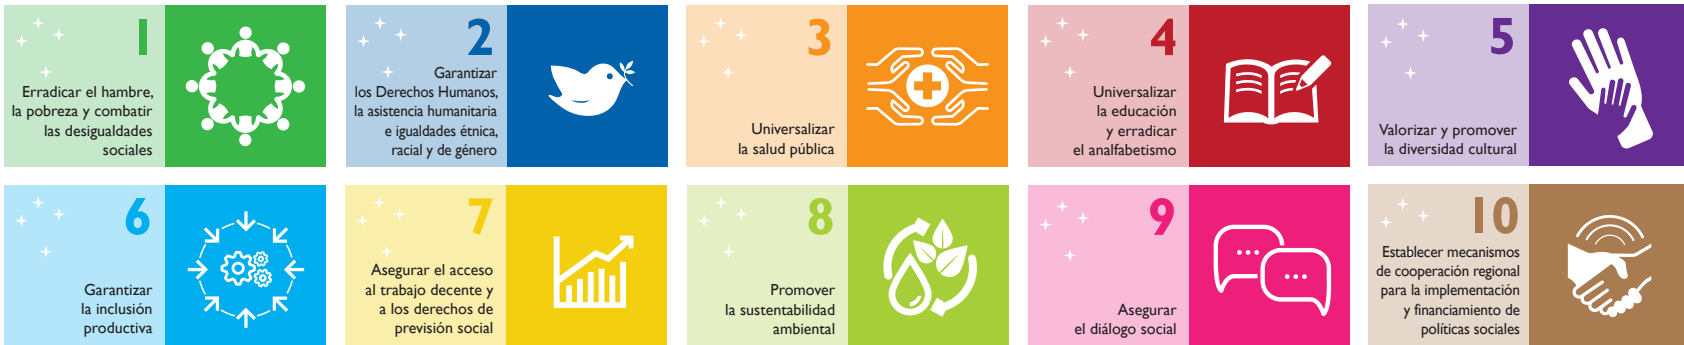 1
Erradicar el hambre,
la pobreza y combatir
las desigualdades
sociales
2
Garantizar
los Derechos Humanos,
la asistencia humanitaria
e igualdades étnica,
racial y de género
3
Universalizar
la salud pública
4
Universalizar
la educación
y erradicar
el analfabetismo
5
Valorizar y promover
la diversidad cultural
6
Garantizar
la inclusión
productiva
7
Asegurar el acceso
al trabajo decente y
a los derechos de
previsión social
8
Promover
la sustentabilidad
ambiental
9
Asegurar
el diálogo social
10
Establecer mecanismos
de cooperación regional
para la implementación
y financiamiento de
políticas sociales